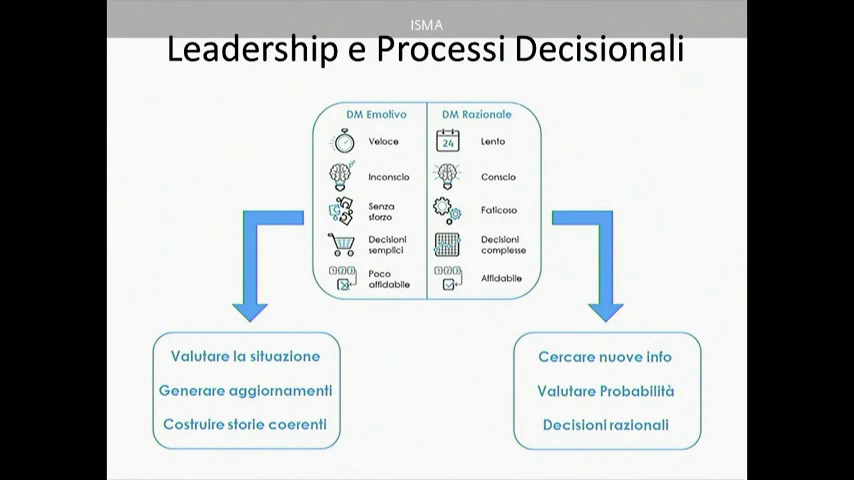 ISMA
Leadership e Processi Decisionali
DM Emotivo
DM Razionale
Veloce
24
Lento
Inconscio
Conscio
Senza
sforzo
Faticoso
Decisioni
semplici
Decisioni
complesse
Poco
affidabile
Affidabile
Valutare la situazione
Generare aggiornamenti
Costruire storie coerenti
Cercare nuove info
Valutare Probabilità
Decisioni razionali